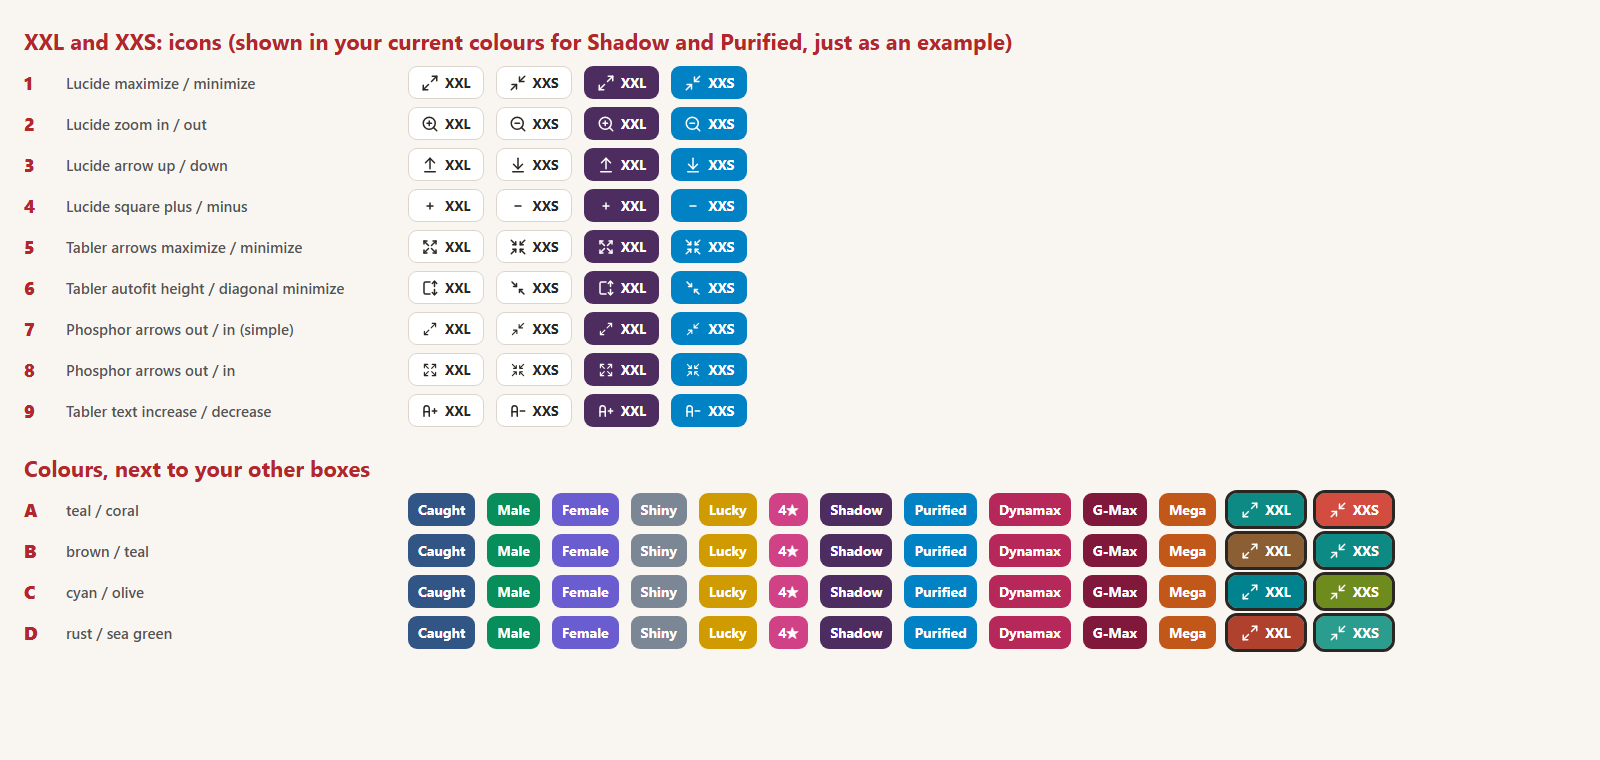 XXL and XXS: icons (shown in your current colours for Shadow and Purified, just as an example)
1 Lucide maximize / minimize XXL XXS XXL XXS
2 Lucide zoom in / out XXL XXS XXL XXS
3 Lucide arrow up / down XXL XXS XXL XXS
4 Lucide square plus / minus + XXL − XXS + XXL − XXS
5 Tabler arrows maximize / minimize XXL XXS XXL XXS
6 Tabler autofit height / diagonal minimize XXL XXS XXL XXS
7 Phosphor arrows out / in (simple) XXL XXS XXL XXS
8 Phosphor arrows out / in XXL XXS XXL XXS
9 Tabler text increase / decrease A+ XXL A− XXS A+ XXL A− XXS
Colours, next to your other boxes
A teal / coral Caught Male Female Shiny Lucky 4★ Shadow Purified Dynamax G-Max Mega XXL XXS
B brown / teal Caught Male Female Shiny Lucky 4★ Shadow Purified Dynamax G-Max Mega XXL XXS
C cyan / olive Caught Male Female Shiny Lucky 4★ Shadow Purified Dynamax G-Max Mega XXL XXS
D rust / sea green Caught Male Female Shiny Lucky 4★ Shadow Purified Dynamax G-Max Mega XXL XXS